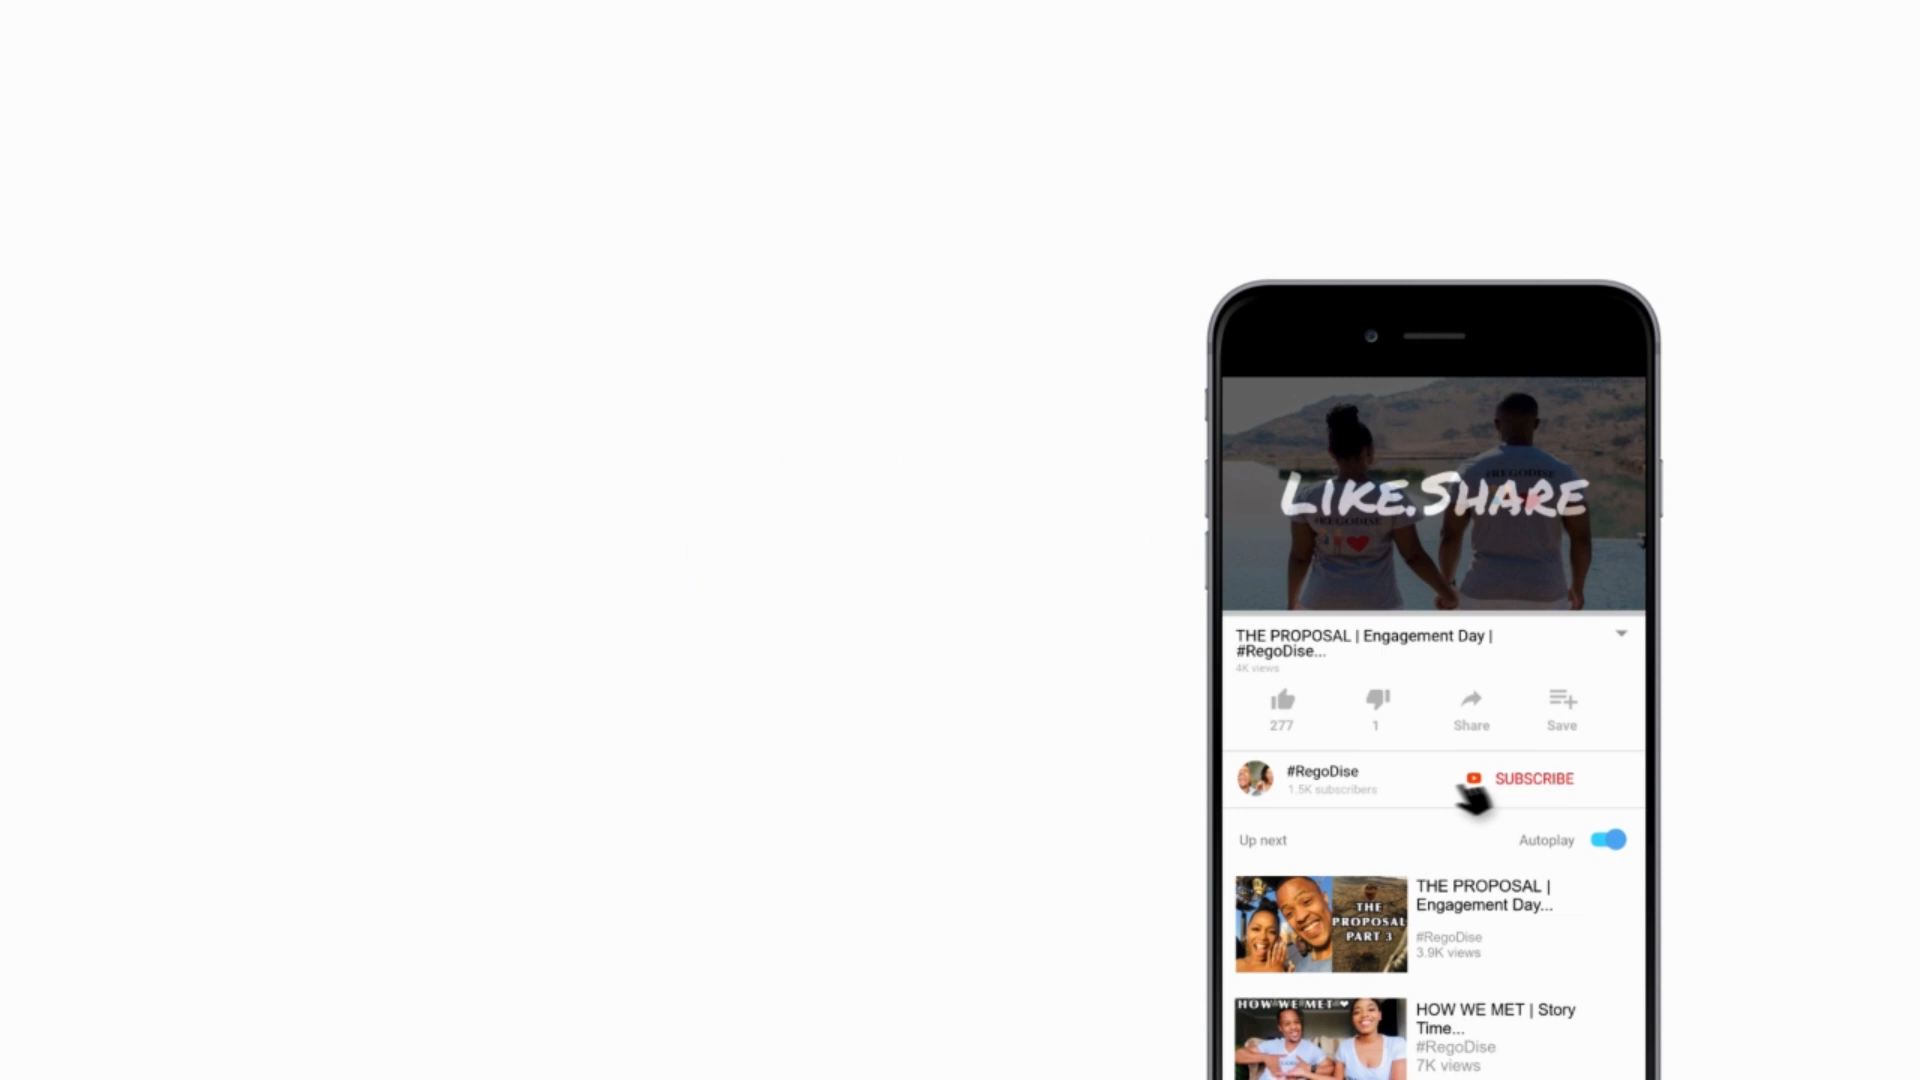 #REGODISE
LIKE.SHARE
#REGODISE
THE PROPOSAL | Engagement Day |
#RegoDise...
4K views
277
1
Share
Save
#RegoDise
1.5K subscribers
SUBSCRIBE
Up next
Autoplay
THE
PROPOSAL
PART 3
THE PROPOSAL |
Engagement Day...
#RegoDise
3.9K views
HOW WE MET ❤
HOW WE MET | Story
Time...
#RegoDise
7K views